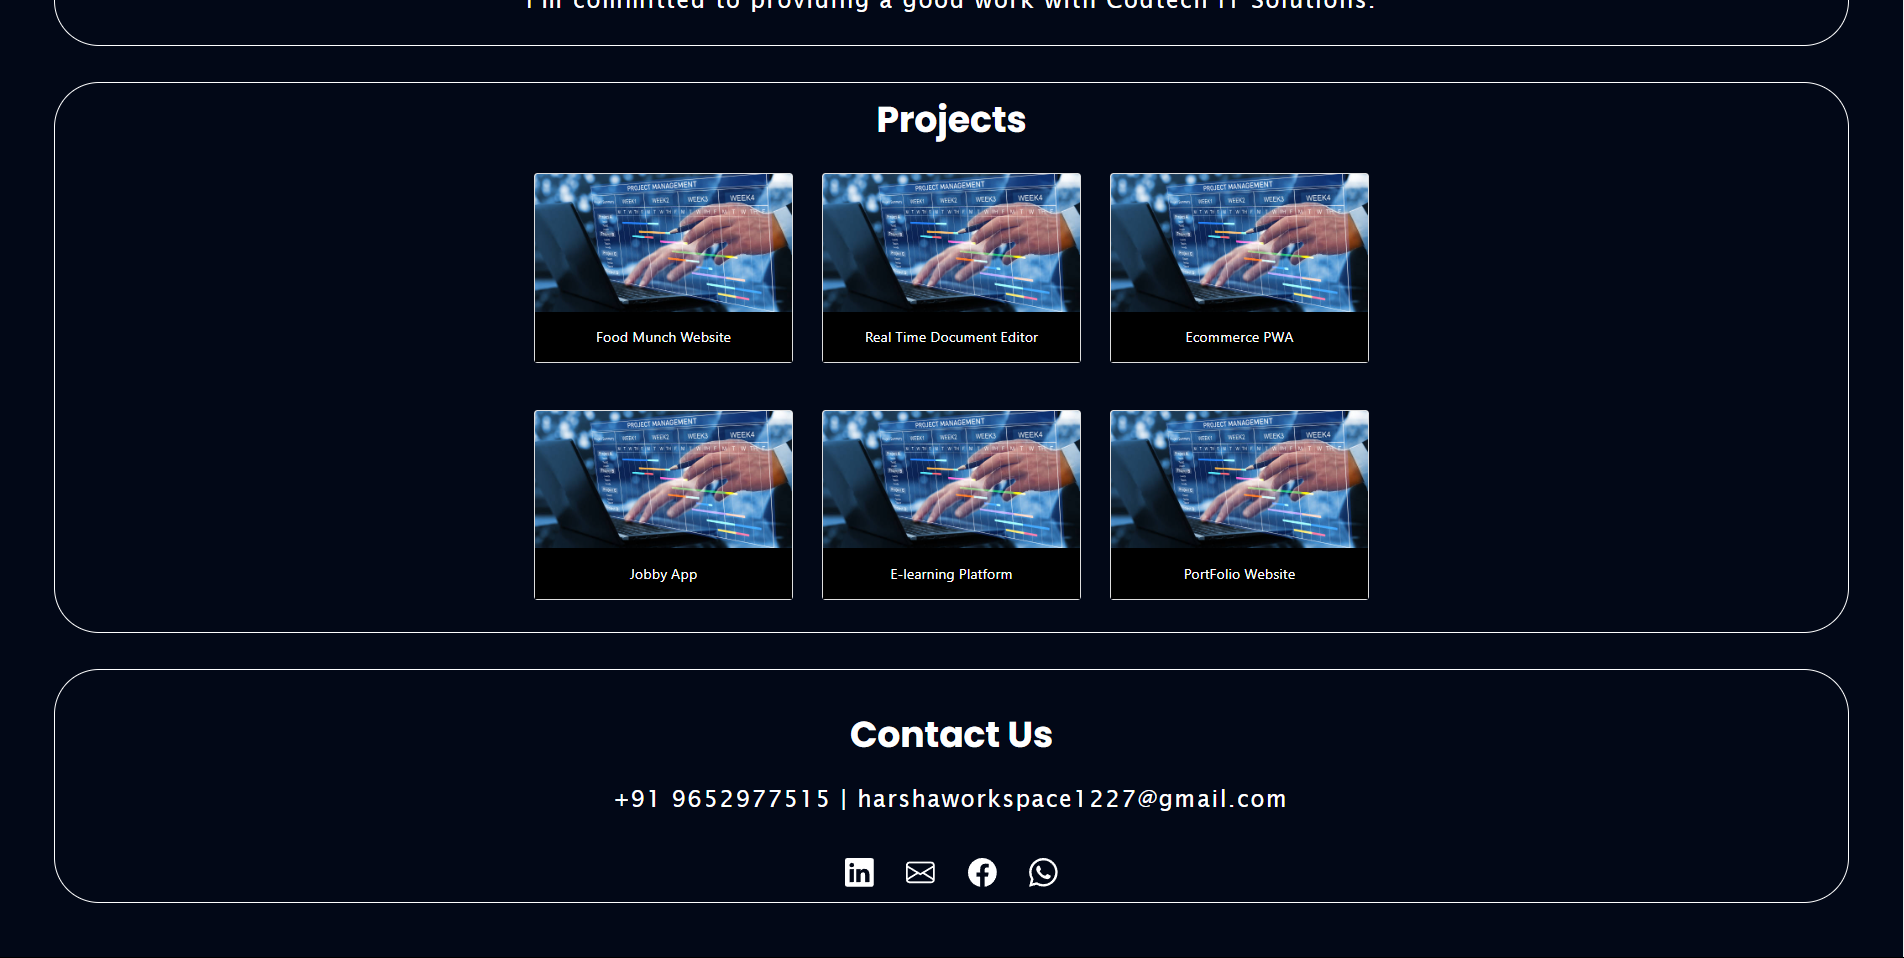 I'm committed to providing a good work with Codtech IT Solutions.
Projects
PROJECT MANAGEMENT
WEEK1 WEEK2 WEEK3 WEEK4
PROJECT MANAGEMENT
WEEK1 WEEK2 WEEK3 WEEK4
PROJECT MANAGEMENT
WEEK1 WEEK2 WEEK3 WEEK4
Food Munch Website
Real Time Document Editor
Ecommerce PWA
PROJECT MANAGEMENT
WEEK1 WEEK2 WEEK3 WEEK4
PROJECT MANAGEMENT
WEEK1 WEEK2 WEEK3 WEEK4
PROJECT MANAGEMENT
WEEK1 WEEK2 WEEK3 WEEK4
Jobby App
E-learning Platform
PortFolio Website
Contact Us
+91 9652977515 | harshaworkspace1227@gmail.com